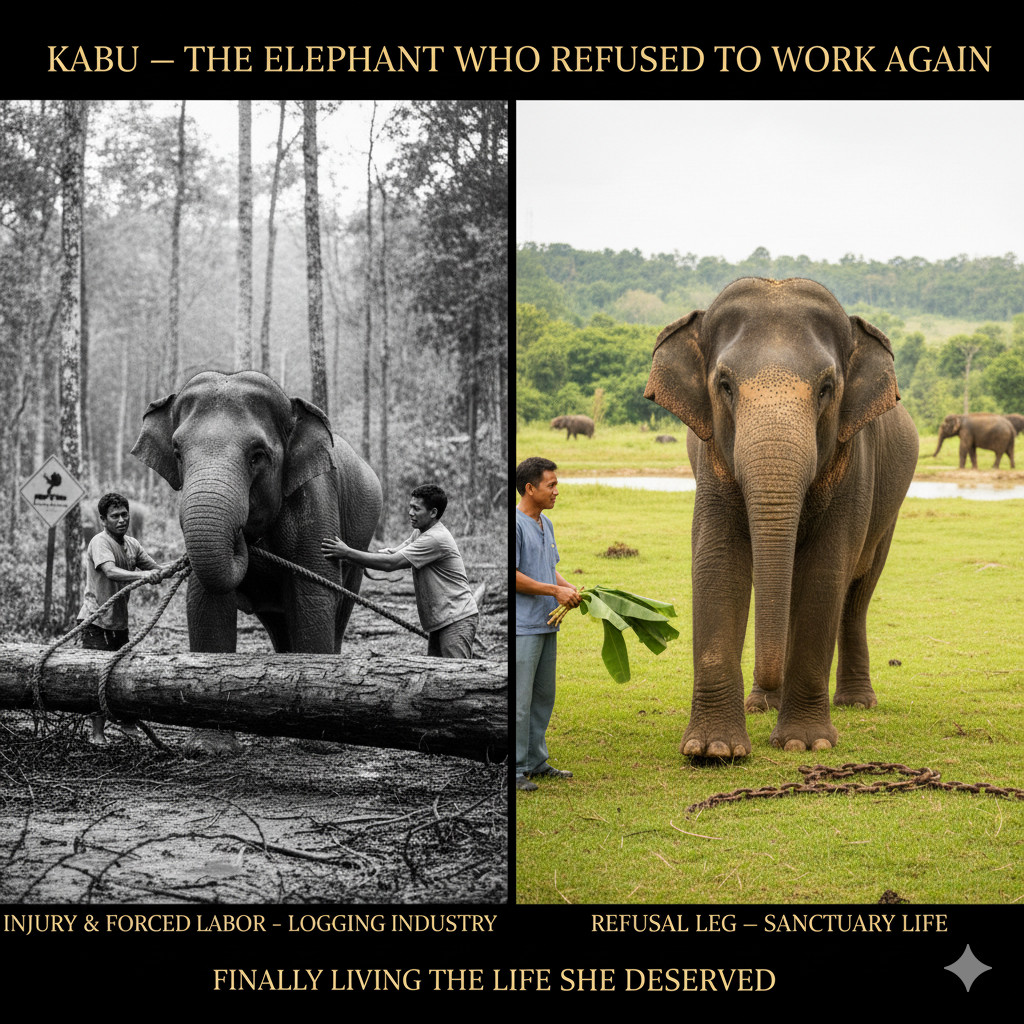 KABU – THE ELEPHANT WHO REFUSED TO WORK AGAIN
INJURY & FORCED LABOR - LOGGING INDUSTRY
REFUSAL LEG – SANCTUARY LIFE
FINALLY LIVING THE LIFE SHE DESERVED